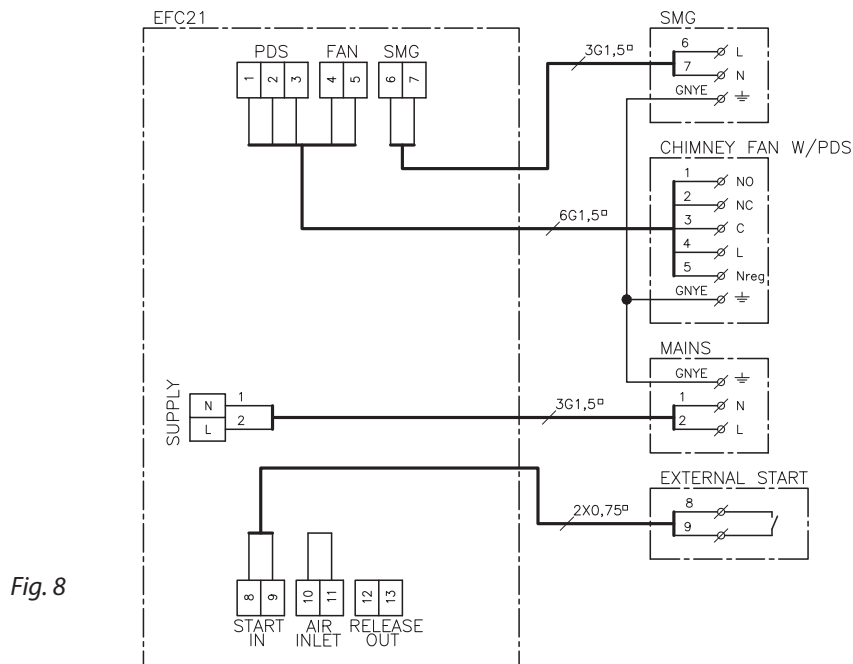 EFC21
PDS FAN SMG
1 2 3 4 5 6 7
3G1,5□
SMG
6 L
7 N
GNYE
CHIMNEY FAN W/PDS
1 NO
2 NC
3 C
4 L
5 Nreg
GNYE
6G1,5□
MAINS
GNYE
1 N
2 L
SUPPLY
N 1
L 2
3G1,5□
EXTERNAL START
8
9
2X0,75□
8 9 10 11 12 13
START IN
AIR INLET
RELEASE OUT
Fig. 8